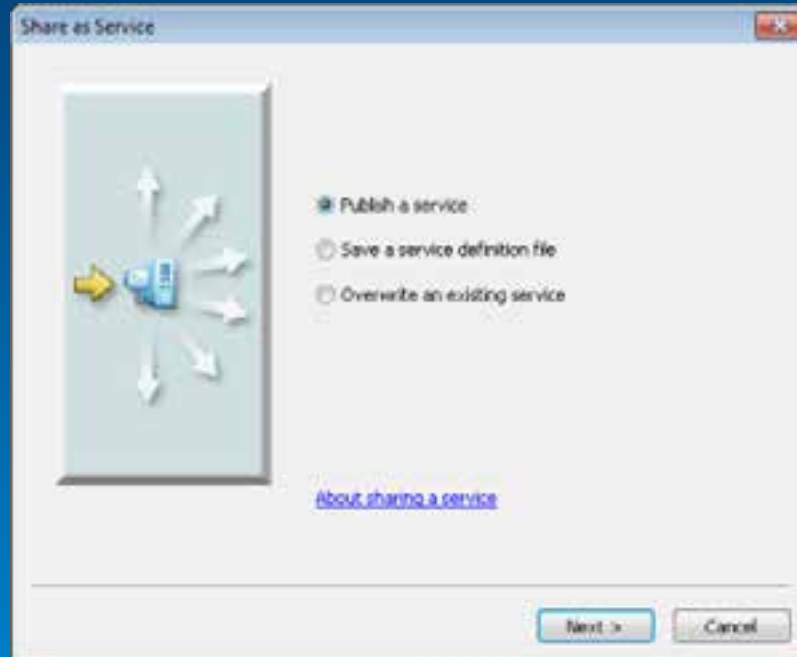 Share as Service
Publish a service
Save a service definition file
Overwrite an existing service
About sharing a service
Next >
Cancel